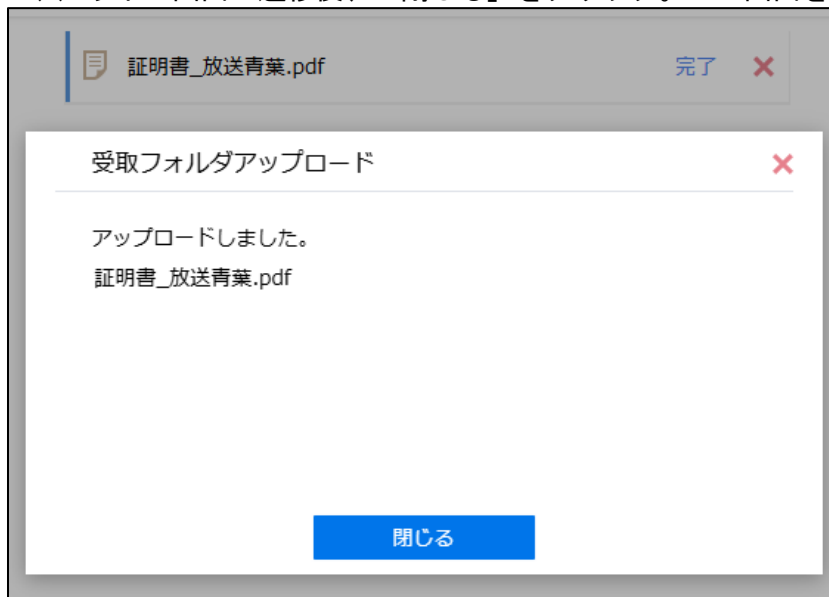 証明書_放送青葉.pdf 完了
受取フォルダアップロード
アップロードしました。
証明書_放送青葉.pdf
閉じる